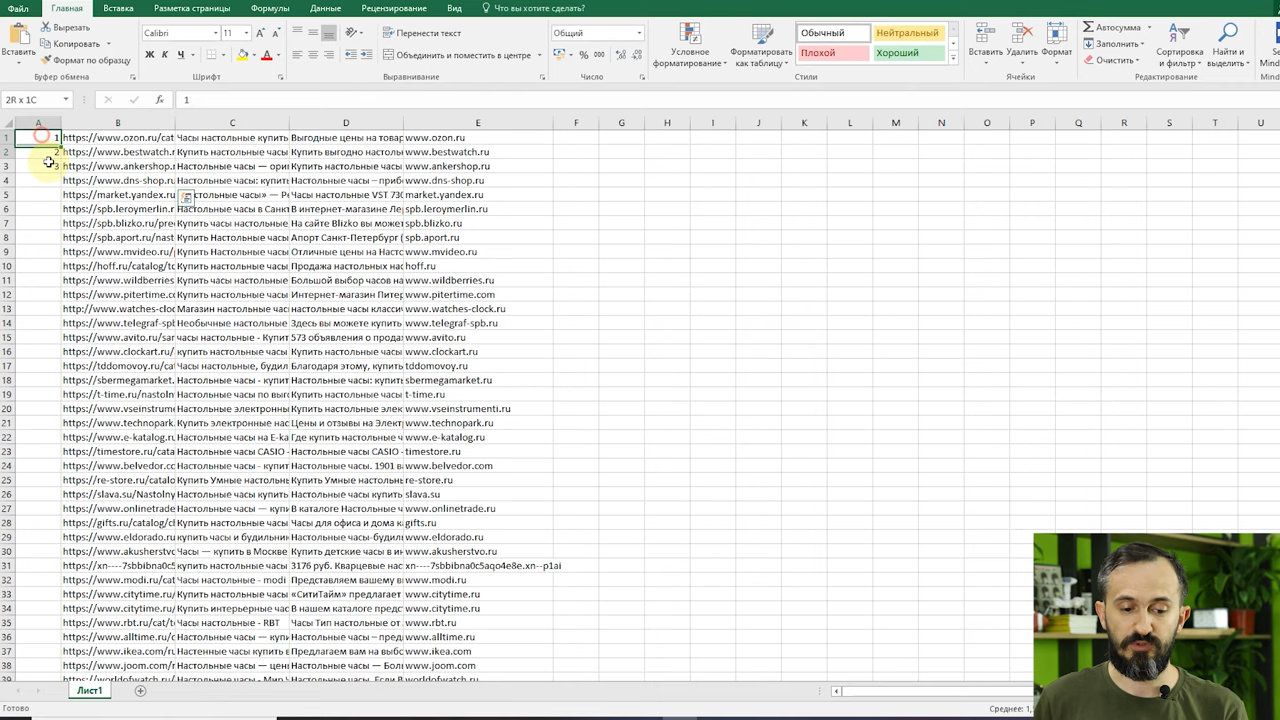 Файл Главная Вставка Разметка страницы Формулы Данные Рецензирование Вид Что вы хотите сделать?
Вставить Вырезать Копировать Формат по образцу
Буфер обмена
Calibri 11
Ж К Ч
Шрифт
Перенести текст
Объединить и поместить в центре
Выравнивание
Общий
% 000
Число
Условное форматирование
Форматировать как таблицу
Обычный Нейтральный
Плохой Хороший
Стили
Вставить Удалить Формат
Ячейки
Автосумма
Заполнить
Очистить
Сортировка и фильтр
Найти и выделить
Редактирование
2R x 1C fx 1
A B C D E F G H I J K L M N O P Q R S T U
1 1 https://www.ozon.ru/cat Часы настольные купить Выгодные цены на товар www.ozon.ru
2 2 https://www.bestwatch.r Купить настольные часы Купить выгодно настоль www.bestwatch.ru
3 3 https://www.ankershop.r Настольные часы — ори Купить настольные часы www.ankershop.ru
4 https://www.dns-shop.ru Настольные часы: купит Настольные часы – приб www.dns-shop.ru
5 https://market.yandex.ru стольные часы» — Ре Часы настольные VST 730 market.yandex.ru
6 https://spb.leroymerlin.r Настольные часы в Санкт В интернет-магазине Ле spb.leroymerlin.ru
7 https://spb.blizko.ru/pre Купить часы настольные На сайте Blizko вы может spb.blizko.ru
8 https://spb.aport.ru/nast Купить Настольные часы Апорт Санкт-Петербург ( spb.aport.ru
9 https://www.mvideo.ru/ Купить настольные часы Отличные цены на Насто www.mvideo.ru
10 https://hoff.ru/catalog/to Купить Настольные часы Продажа настольных нас hoff.ru
11 https://www.wildberries Купить часы настольные Большой выбор часов на www.wildberries.ru
12 https://www.pitertime.c Купить настольные часы Интернет-магазин Питер www.pitertime.com
13 http://www.watches-cloc Магазин настольные час настольные часы класси www.watches-clock.ru
14 https://www.telegraf-spb Необычные настольные Здесь вы можете купить www.telegraf-spb.ru
15 https://www.avito.ru/san часы настольные - Купит 573 объявления о прода www.avito.ru
16 https://www.clockart.ru/ купить настольные часы Купить настольные часы www.clockart.ru
17 https://tddomovoy.ru/cat Часы настольные, будил Благодаря этому, купить tddomovoy.ru
18 https://sbermegamarket. Настольные часы - купит Настольные часы: купить sbermegamarket.ru
19 https://t-time.ru/nastoln Настольные часы по выго Купить настольные часы t-time.ru
20 https://www.vseinstrume Настольные электронны Купить настольные элек www.vseinstrumenti.ru
21 https://www.technopark. Купить электронные нас Цены и отзывы на Элект www.technopark.ru
22 https://www.e-katalog.ru Настольные часы на E-ka Где купить настольные ч www.e-katalog.ru
23 https://timestore.ru/cata Настольные часы CASIO - Настольные часы CASIO - timestore.ru
24 https://www.belvedor.co Настольные часы - купит Настольные часы. 1901 в www.belvedor.com
25 https://re-store.ru/catalo Купить Умные настольн Купить Умные настольн re-store.ru
26 https://slava.su/Nastolny Настольные часы купить Настольные часы купит slava.su
27 https://www.onlinetrade. Настольные часы — купи В каталоге Настольные ч www.onlinetrade.ru
28 https://gifts.ru/catalog/cl Купить настольные часы Часы для офиса и дома к gifts.ru
29 https://www.eldorado.ru купить часы и будильник Настольные часы-будил www.eldorado.ru
30 https://www.akusherstvo Часы — купить в Москве Купить детские часы в ин www.akusherstvo.ru
31 https://xn----7sbbibna0c5 купить настольные часы 3176 руб. Кварцевые нас xn----7sbbibna0c5aqo4e8e.xn--p1ai
32 https://www.modi.ru/cat Часы настольные - modi Представляем вашему в www.modi.ru
33 https://www.citytime.ru/ Купить настольные часы «СитиТайм» предлагает www.citytime.ru
34 https://www.citytime.ru/ Купить интерьерные час В нашем каталоге предс www.citytime.ru
35 https://www.rbt.ru/cat/t Часы настольные - RBT Часы Тип настольные от www.rbt.ru
36 https://www.alltime.ru/c Настольные часы — купи Настольные часы – пред www.alltime.ru
37 https://www.ikea.com/ru Настенные часы купить в Предлагаем вам на выбо www.ikea.com
38 https://www.joom.com/r Настольные часы — цен Настольные часы — Боль www.joom.com
39
Лист1
Готово Среднее: 1,